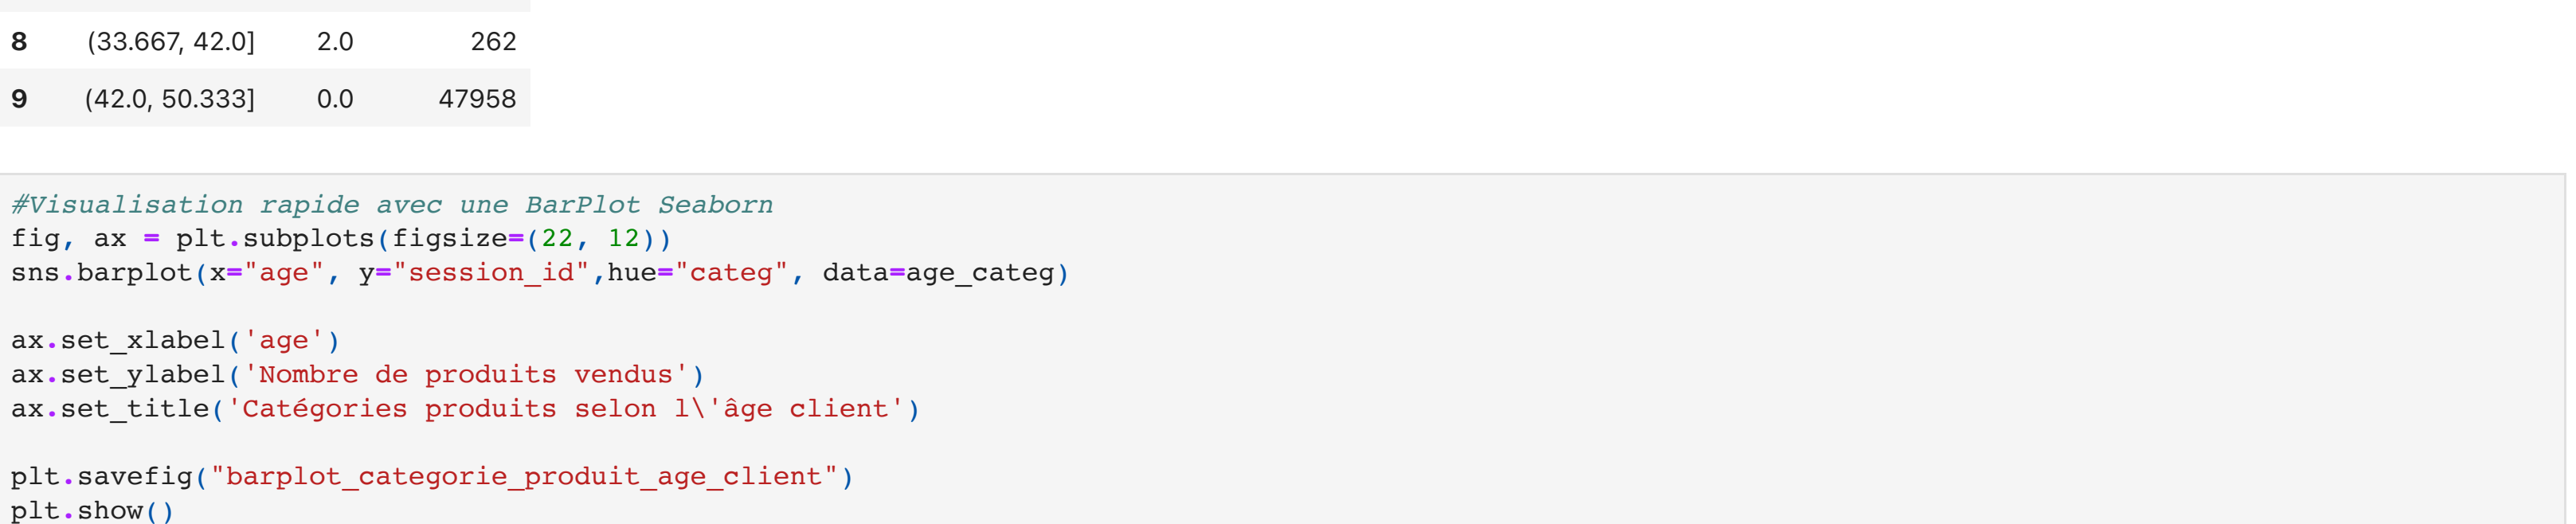 8 (33.667, 42.0] 2.0 262
9 (42.0, 50.333] 0.0 47958
#Visualisation rapide avec une BarPlot Seaborn
fig, ax = plt.subplots(figsize=(22, 12))
sns.barplot(x="age", y="session_id",hue="categ", data=age_categ)
ax.set_xlabel('age')
ax.set_ylabel('Nombre de produits vendus')
ax.set_title('Catégories produits selon l\'âge client')
plt.savefig("barplot_categorie_produit_age_client")
plt.show()